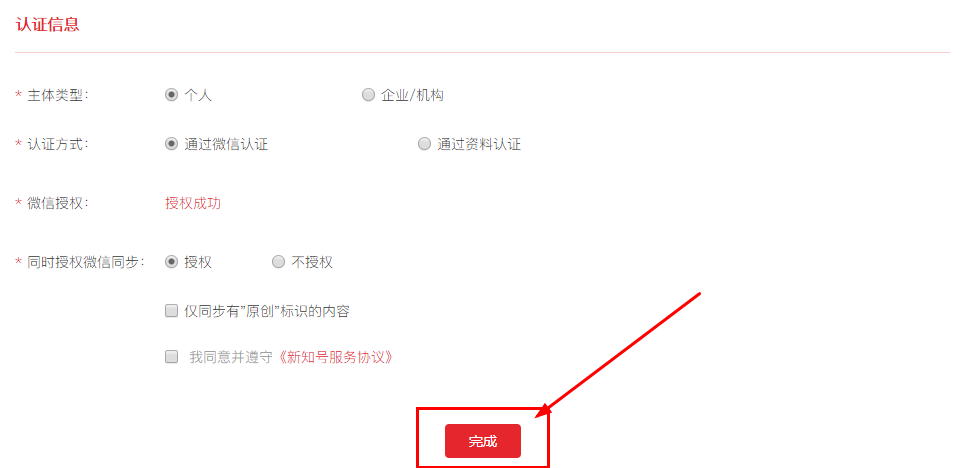 认证信息
* 主体类型： 个人 企业/机构
* 认证方式： 通过微信认证 通过资料认证
* 微信授权： 授权成功
* 同时授权微信同步： 授权 不授权
仅同步有”原创”标识的内容
我同意并遵守《新知号服务协议》
完成